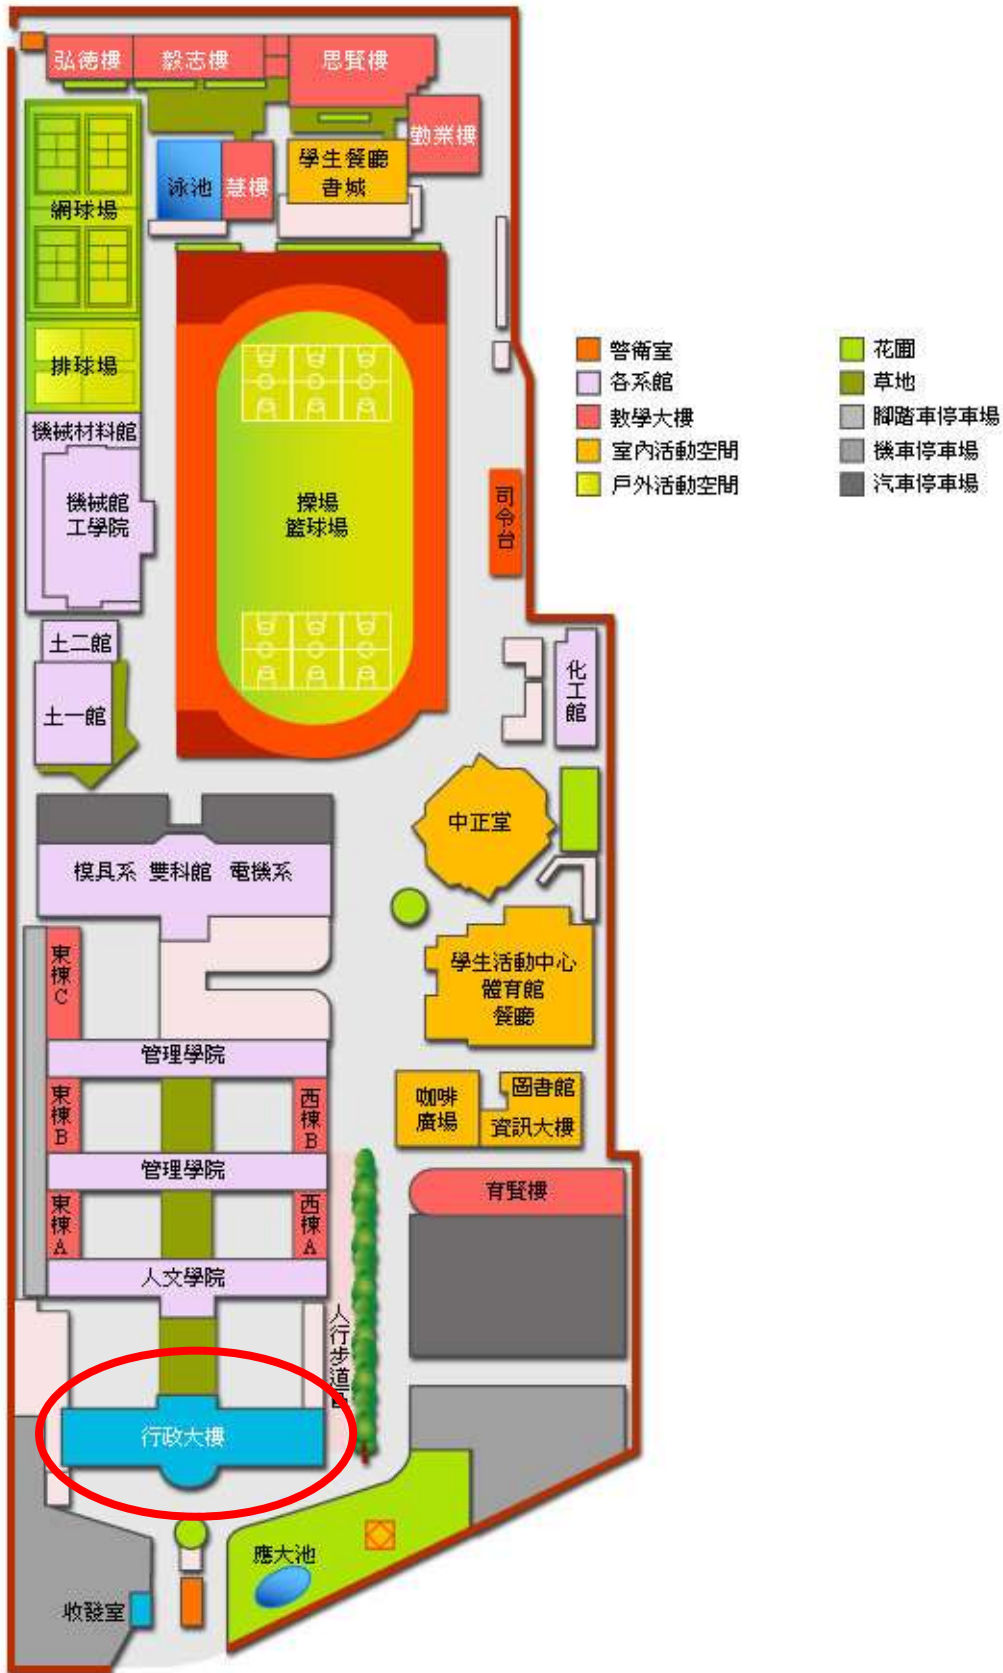 弘德樓
毅志樓
思賢樓
勤業樓
學生餐廳
書城
泳池
慧樓
網球場
排球場
機械材料館
機械館
工學院
操場
籃球場
司令台
警衛室
各系館
教學大樓
室內活動空間
戶外活動空間
花圃
草地
腳踏車停車場
機車停車場
汽車停車場
土二館
土一館
化工館
中正堂
模具系
雙科館
電機系
東棟C
學生活動中心
體育館
餐廳
管理學院
東棟B
西棟B
咖啡
廣場
圖書館
資訊大樓
管理學院
育賢樓
東棟A
西棟A
人文學院
人行步道區
行政大樓
應大池
收發室